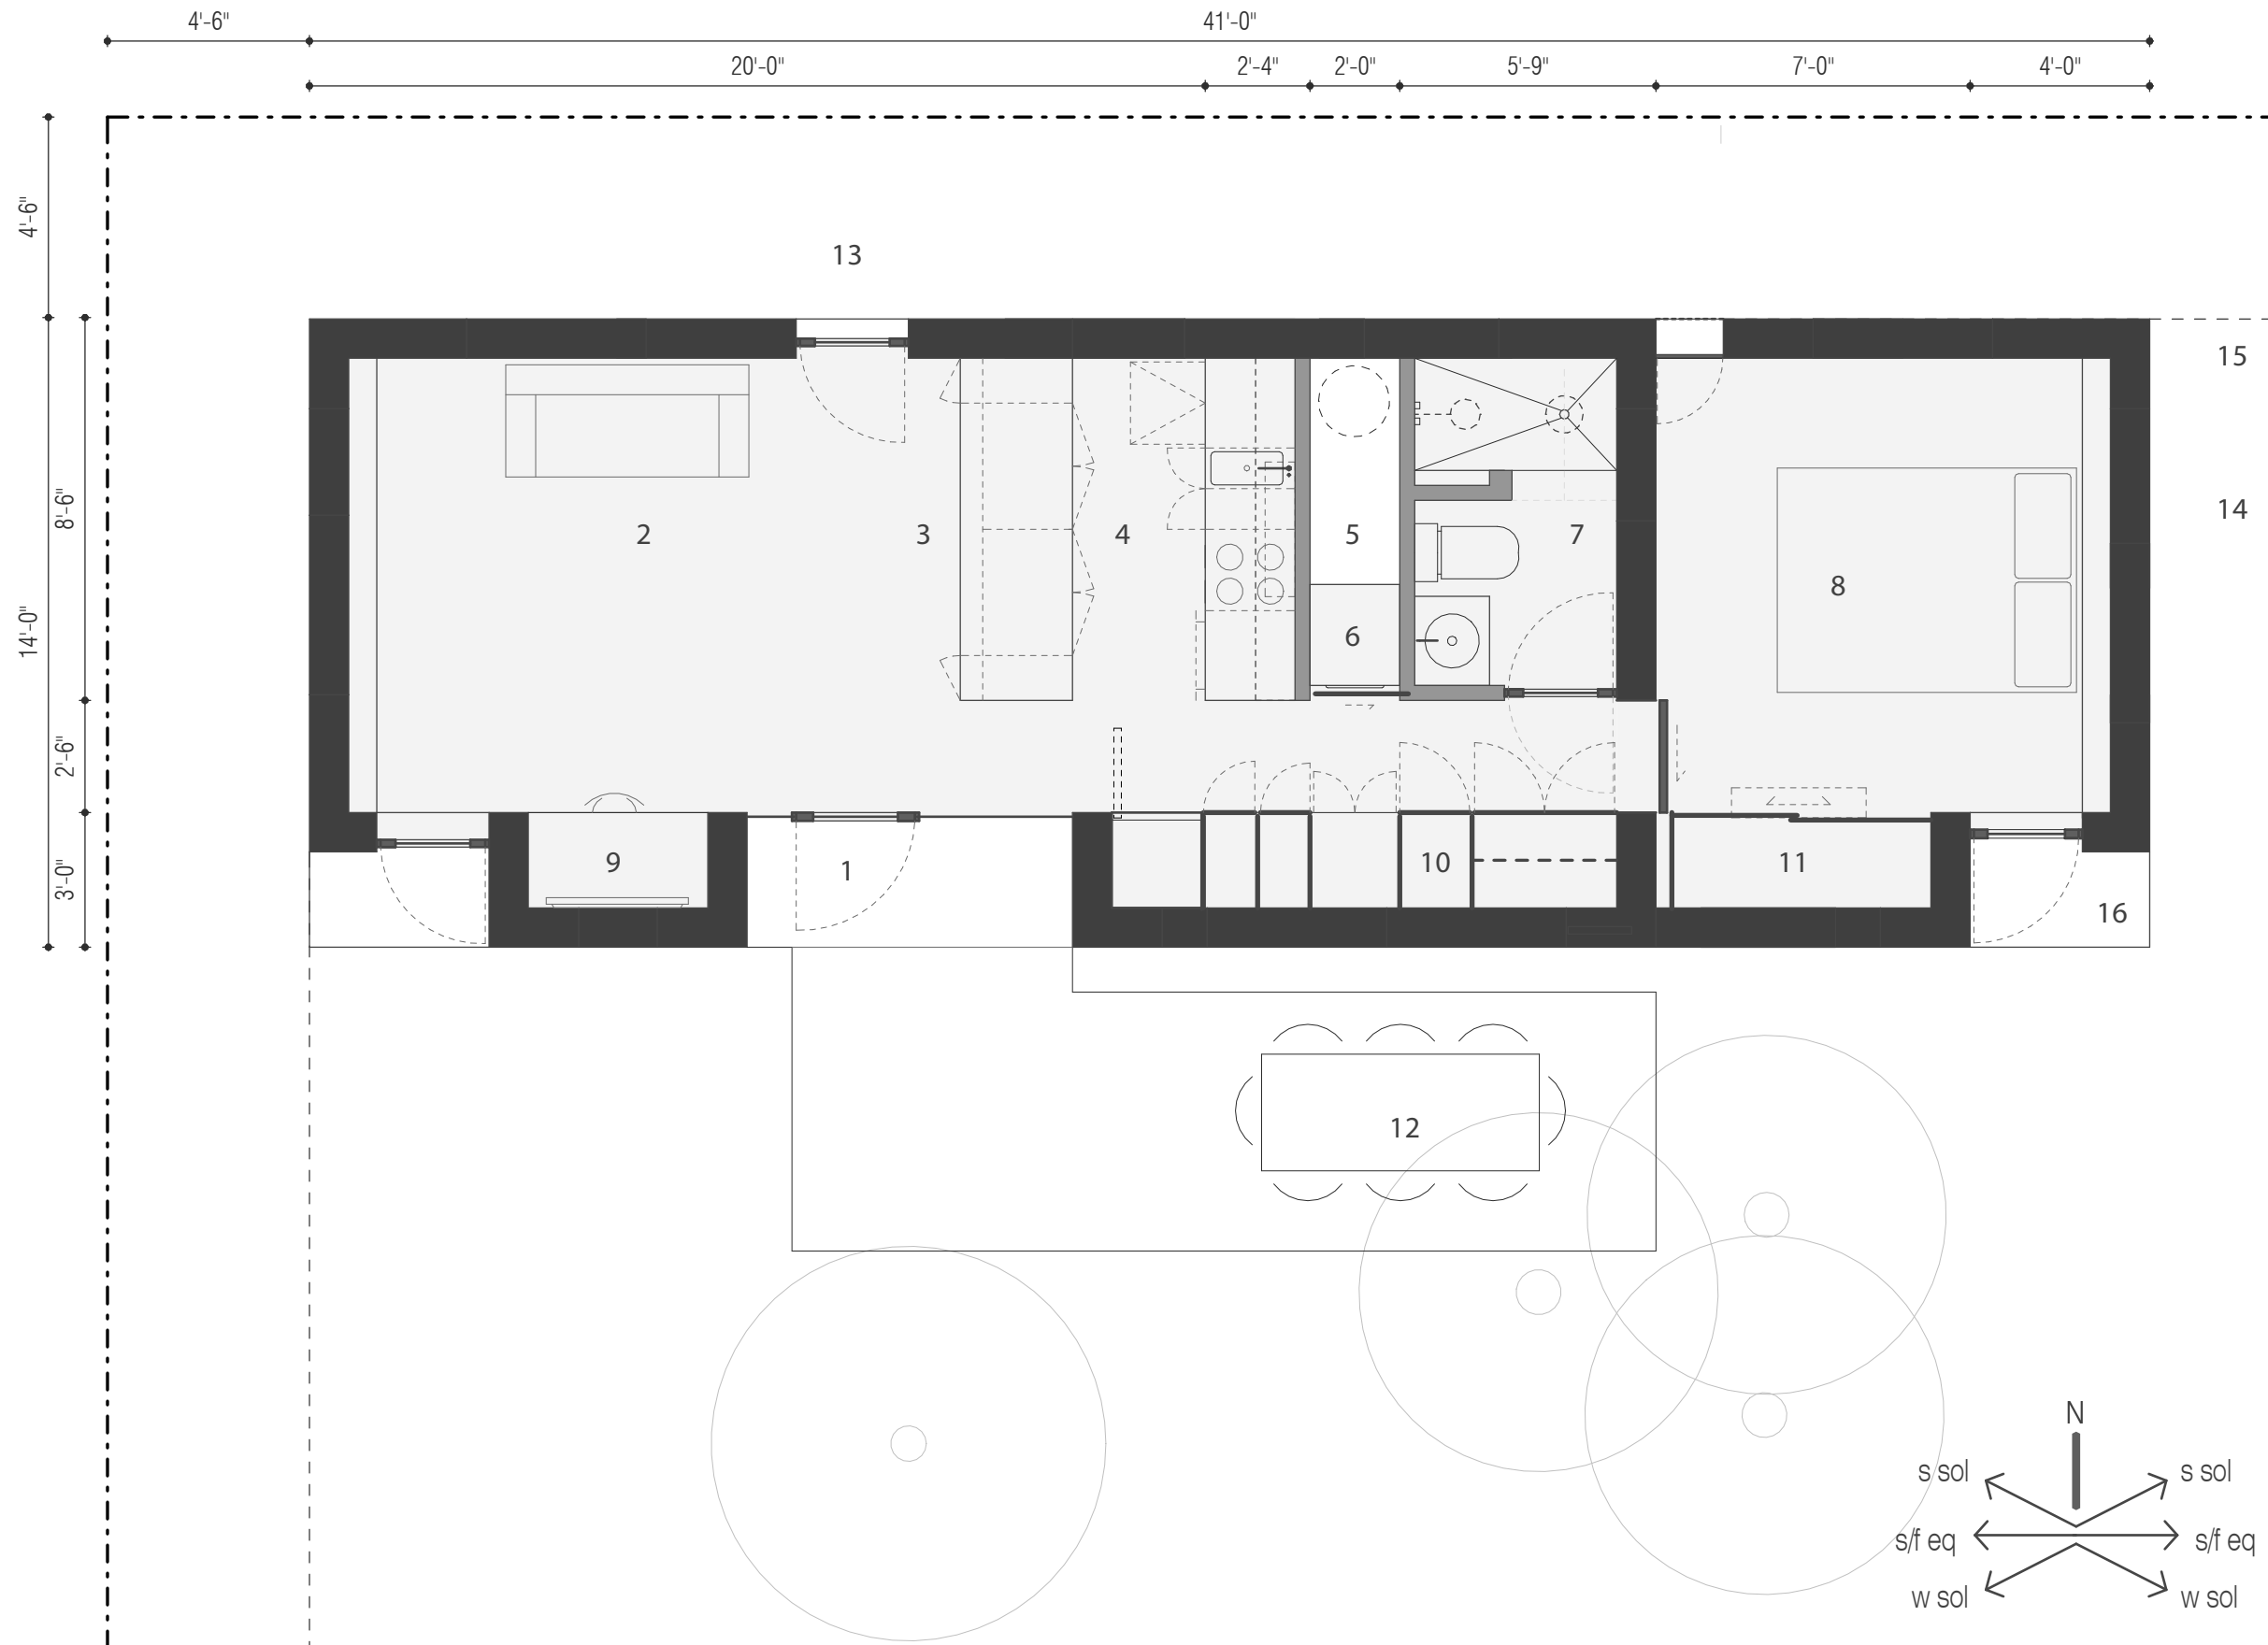 4'-6" 41'-0"
20'-0" 2'-4" 2'-0" 5'-9" 7'-0" 4'-0"
4'-6"
13
15
8'-6"
14
2 3 4 5 7
8
14'-0"
6
2'-6"
3'-0"
9 1 10 11
16
12
N
s sol s sol
s/f eq s/f eq
w sol w sol